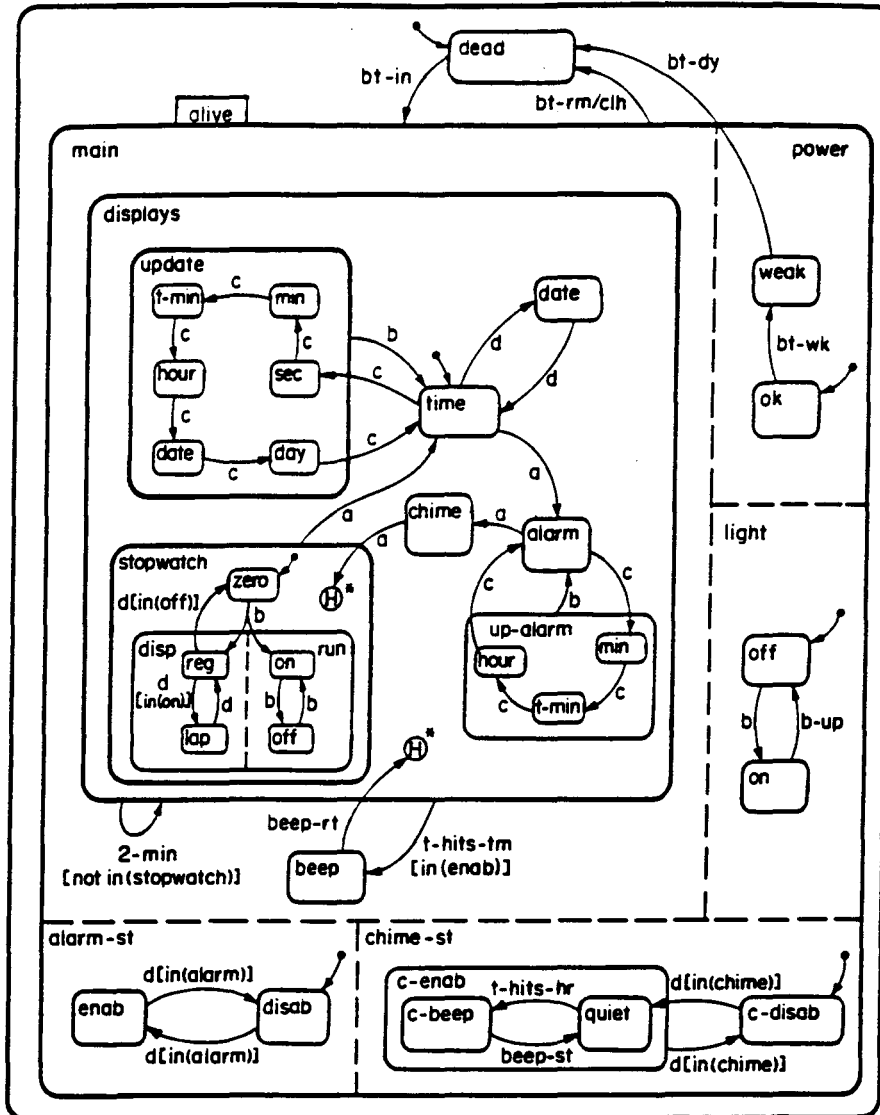 dead
bt-in
bt-dy
bt-rm/clh
alive
main
power
displays
update
c
t-min
min
date
weak
c
c
b
d
bt-wk
hour
sec
c
time
d
ok
c
date
c
day
c
a
a
chime
a
alarm
light
stopwatch
a
zero
H*
c
c
d[in(off)]
b
b
up-alarm
disp
run
reg
on
hour
min
off
d
[in(on)]
d
b
b
c
t-min
c
b
b-up
lap
off
H*
on
beep-rt
t-hits-tm
[in(enab)]
2-min
[not in(stopwatch)]
beep
alarm-st
chime-st
d[in(alarm)]
c-enab
t-hits-hr
d[in(chime)]
enab
disab
c-beep
quiet
c-disab
d[in(alarm)]
beep-st
d[in(chime)]